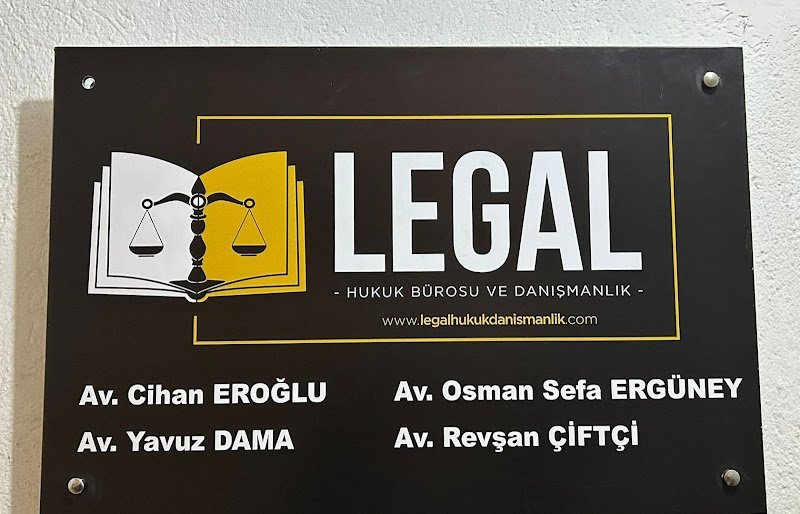 LEGAL
- HUKUK BÜROSU VE DANIŞMANLIK -
www.legalhukukdanismanlik.com
Av. Cihan EROĞLU
Av. Osman Sefa ERGÜNEY
Av. Yavuz DAMA
Av. Revşan ÇİFTÇİ